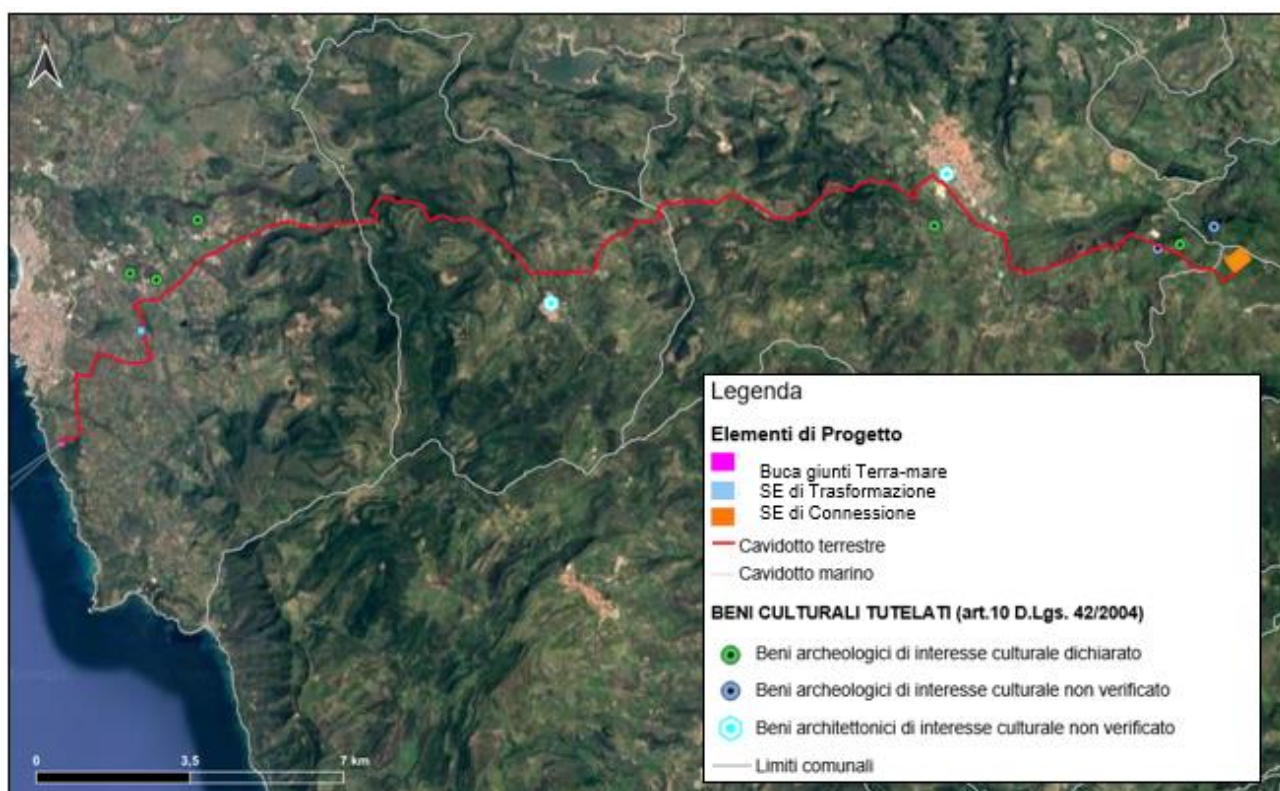 N
Legenda
Elementi di Progetto
Buca giunti Terra-mare
SE di Trasformazione
SE di Connessione
Cavidotto terrestre
Cavidotto marino
BENI CULTURALI TUTELATI (art.10 D.Lgs. 42/2004)
Beni archeologici di interesse culturale dichiarato
Beni archeologici di interesse culturale non verificato
Beni architettonici di interesse culturale non verificato
Limiti comunali
0 3,5 7 km